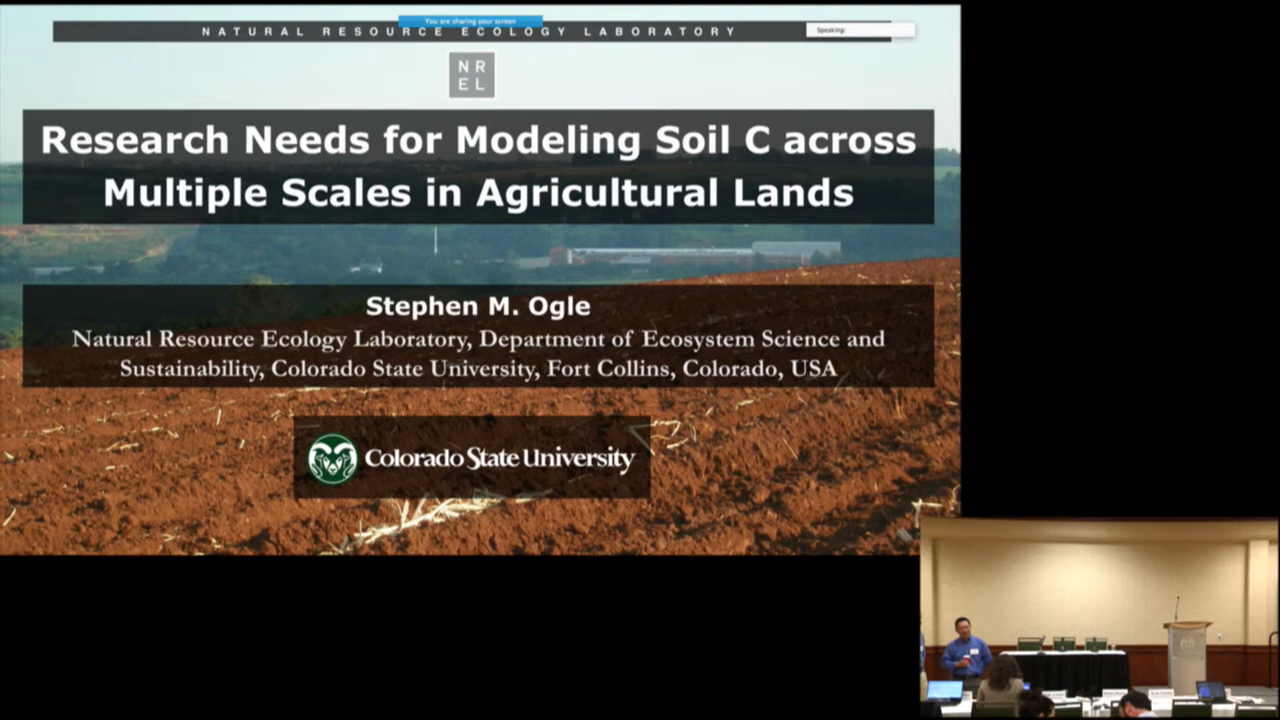 You are sharing your screen
NATURAL RESOURCE ECOLOGY LABORATORY
Speaking:
NR
EL
Research Needs for Modeling Soil C across
Multiple Scales in Agricultural Lands
Stephen M. Ogle
Natural Resource Ecology Laboratory, Department of Ecosystem Science and
Sustainability, Colorado State University, Fort Collins, Colorado, USA
Colorado State University